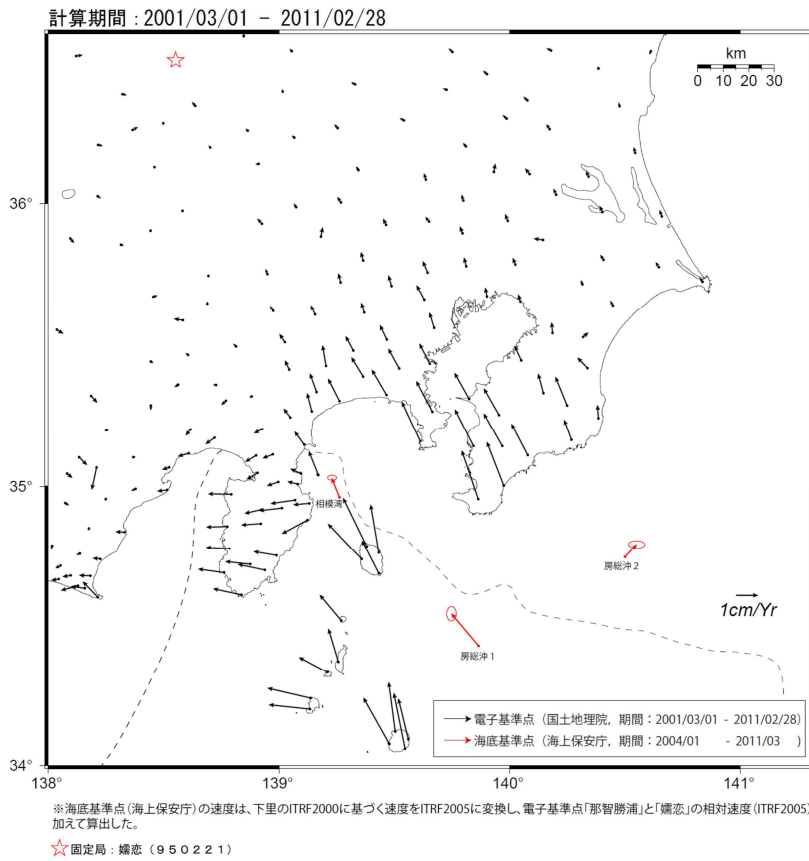 計算期間：2001/03/01 － 2011/02/28
km
0 10 20 30
36°
35°
相模湾
房総沖２
1cm/Yr
房総沖１
電子基準点（国土地理院，期間：2001/03/01 - 2011/02/28）
海底基準点（海上保安庁，期間：2004/01 - 2011/03 ）
34°
138° 139° 140° 141°
※海底基準点（海上保安庁）の速度は、下里のITRF2000に基づく速度をITRF2005に変換し、電子基準点「那智勝浦」と「嬬恋」の相対速度（ITRF2005）
加えて算出した。
☆ 固定局：嬬恋（９５０２２１）